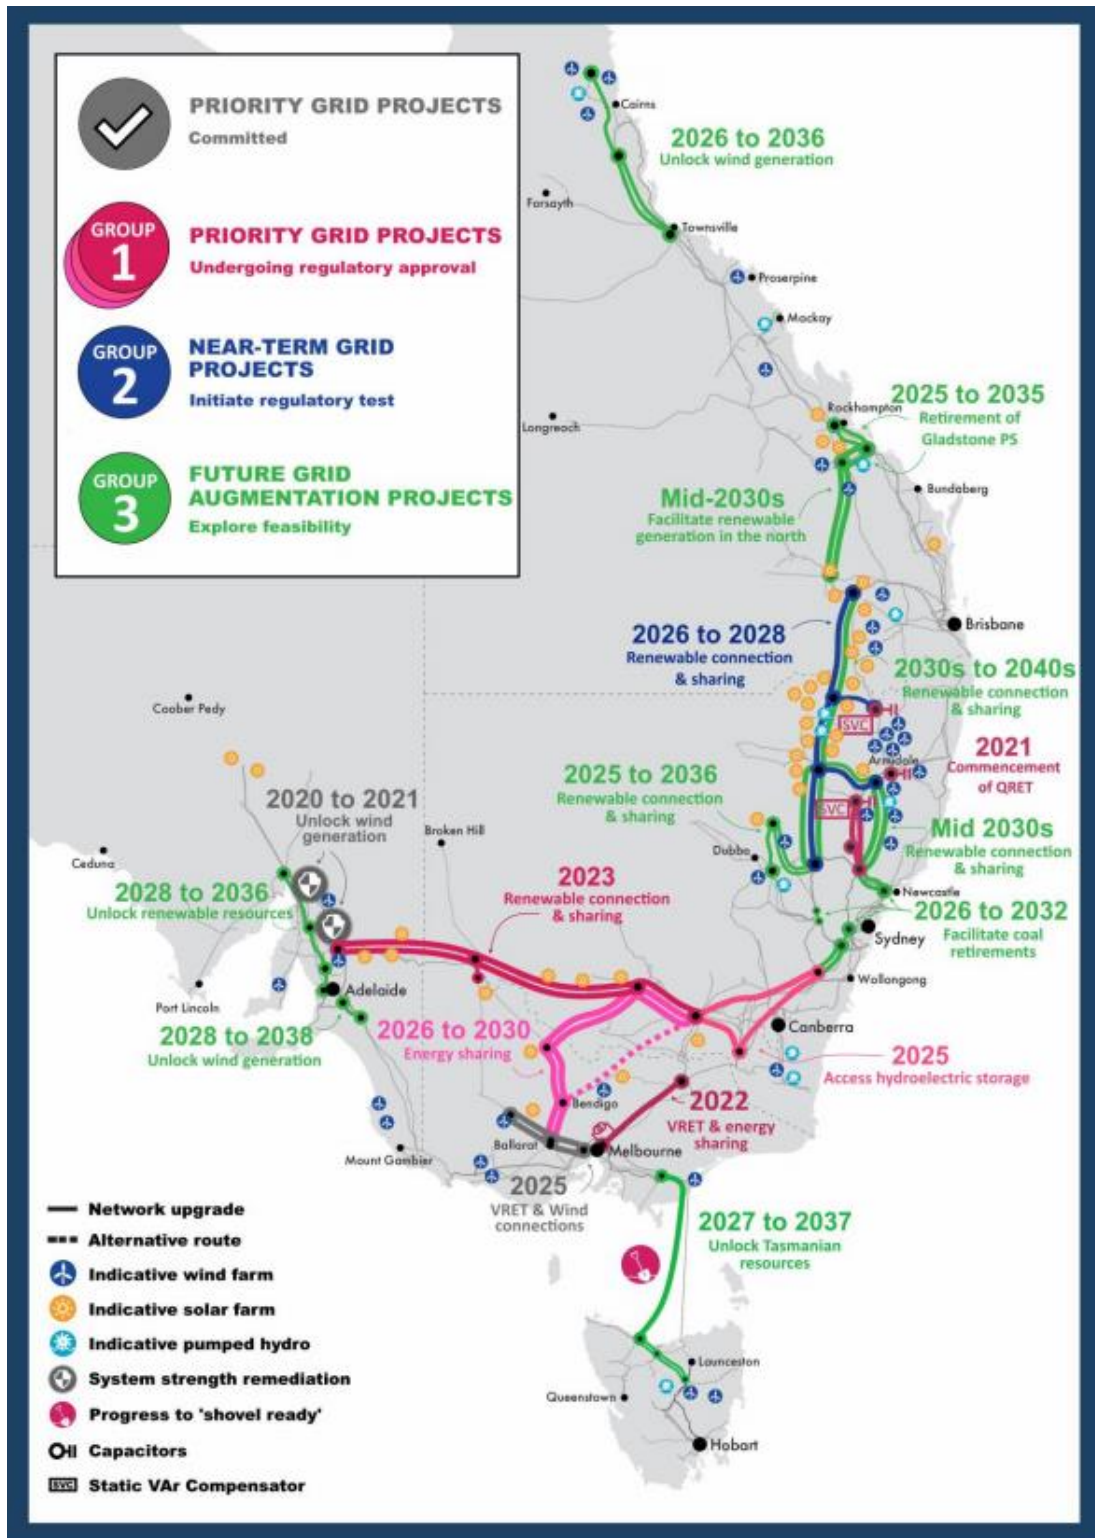 PRIORITY GRID PROJECTS
Committed
GROUP
1
PRIORITY GRID PROJECTS
Undergoing regulatory approval
GROUP
2
NEAR-TERM GRID
PROJECTS
Initiate regulatory test
GROUP
3
FUTURE GRID
AUGMENTATION PROJECTS
Explore feasibility
Cairns
2026 to 2036
Unlock wind generation
Forsayth
Townsville
Proserpine
Mackay
2025 to 2035
Retirement of
Gladstone PS
Rockhampton
Longreach
Bundaberg
Mid-2030s
Facilitate renewable
generation in the north
Brisbane
2026 to 2028
Renewable connection
& sharing
2030s to 2040s
Renewable connection
& sharing
Coober Pedy
SVC
2021
Commencement
of QRET
Armidale
2025 to 2036
Renewable connection
& sharing
SVC
2020 to 2021
Unlock wind
generation
Broken Hill
Mid 2030s
Renewable connection
& sharing
Dubbo
Ceduna
2028 to 2036
Unlock renewable resources
2023
Renewable connection
& sharing
Newcastle
2026 to 2032
Facilitate coal
retirements
Sydney
Wollongong
Adelaide
Port Lincoln
2028 to 2038
Unlock wind generation
2026 to 2030
Energy sharing
Canberra
2025
Access hydroelectric storage
Bendigo
2022
VRET & energy
sharing
Ballarat
Melbourne
Mount Gambier
2025
VRET & Wind
connections
2027 to 2037
Unlock Tasmanian
resources
Launceston
Queenstown
Hobart
Network upgrade
Alternative route
Indicative wind farm
Indicative solar farm
Indicative pumped hydro
System strength remediation
Progress to 'shovel ready'
Capacitors
SVC Static VAr Compensator